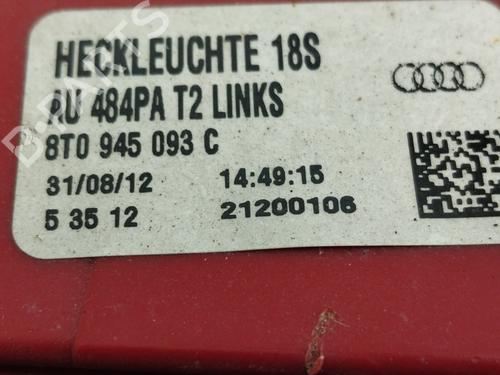 HECKLEUCHTE 18S
AU 484PA T2 LINKS
8T0 945 093 C
31/08/12 14:49:15
5 35 12 21200106
B-PARTS